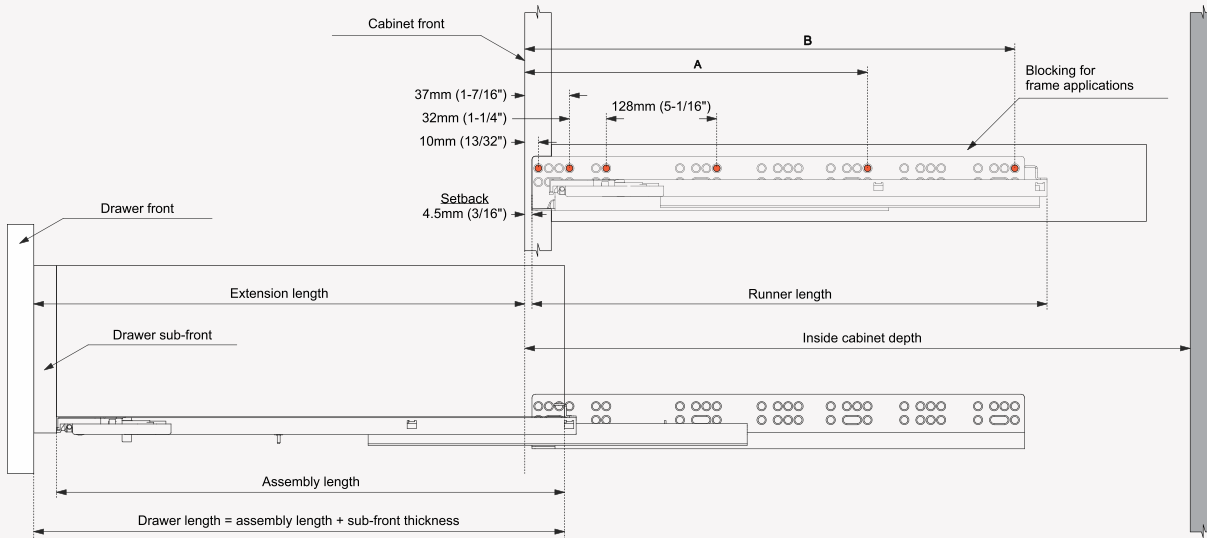 Cabinet front
B
A
Blocking for
frame applications
37mm (1-7/16")
128mm (5-1/16")
32mm (1-1/4")
10mm (13/32")
Setback
4.5mm (3/16")
Drawer front
Extension length
Runner length
Drawer sub-front
Inside cabinet depth
Assembly length
Drawer length = assembly length + sub-front thickness